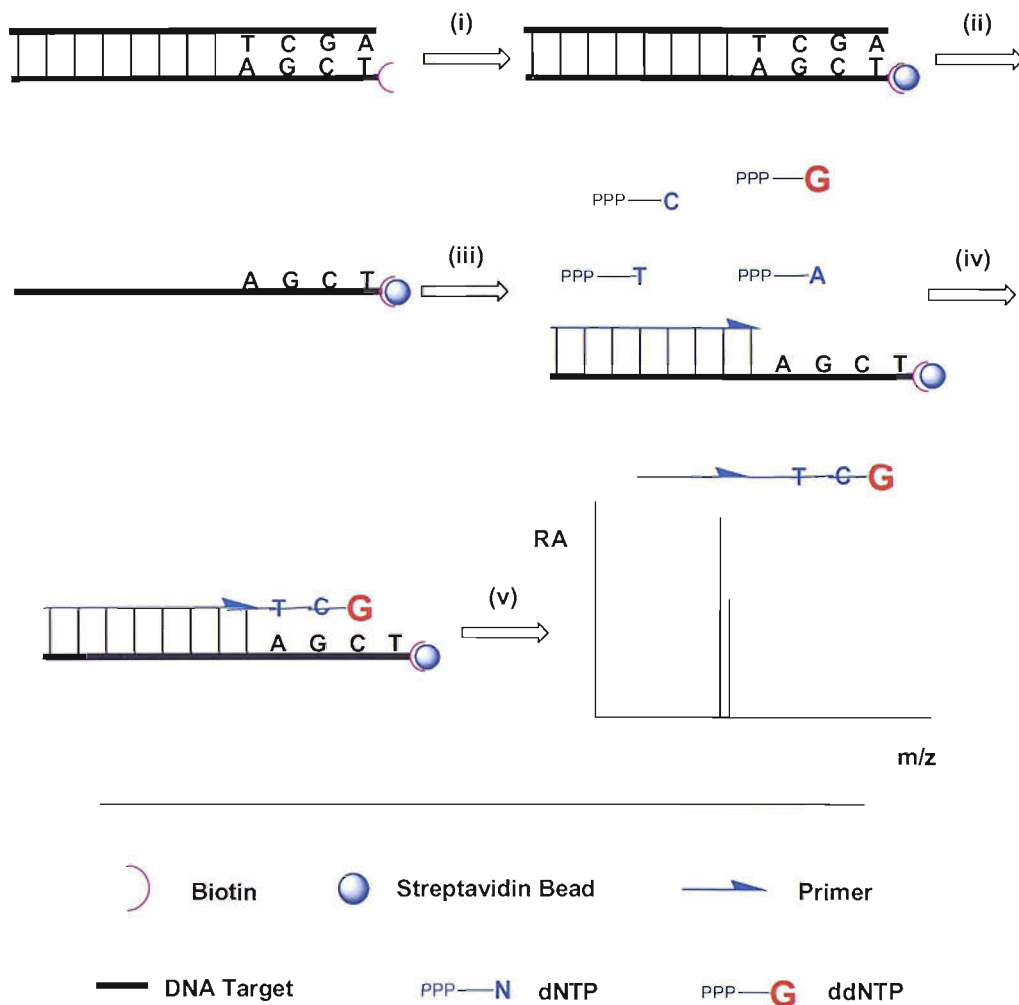 (i) (ii)
T C G A T C G A
A G C T A G C T
PPP G
PPP C
(iii) (iv)
A G C T
PPP T PPP A
A G C T
T C G
RA
(v)
T C G
A G C T
m/z
Biotin Streptavidin Bead Primer
DNA Target PPP N dNTP PPP G ddNTP